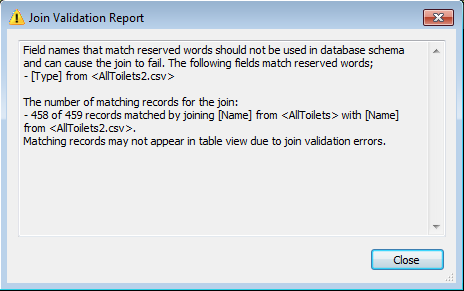 Join Validation Report
Field names that match reserved words should not be used in database schema
and can cause the join to fail. The following fields match reserved words;
- [Type] from <AllToilets2.csv>
The number of matching records for the join:
- 458 of 459 records matched by joining [Name] from <AllToilets> with [Name]
from <AllToilets2.csv>.
Matching records may not appear in table view due to join validation errors.
Close